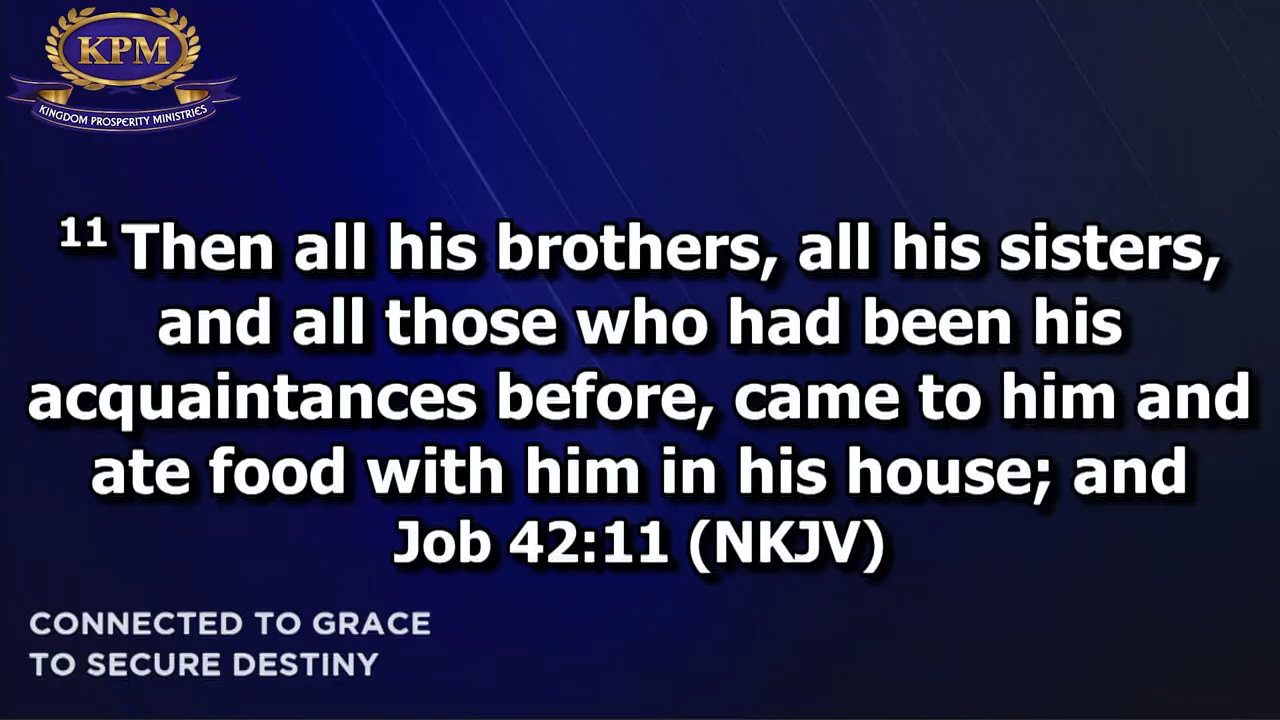 KPM
KINGDOM PROSPERITY MINISTRIES
11 Then all his brothers, all his sisters,
and all those who had been his
acquaintances before, came to him and
ate food with him in his house; and
Job 42:11 (NKJV)
CONNECTED TO GRACE
TO SECURE DESTINY